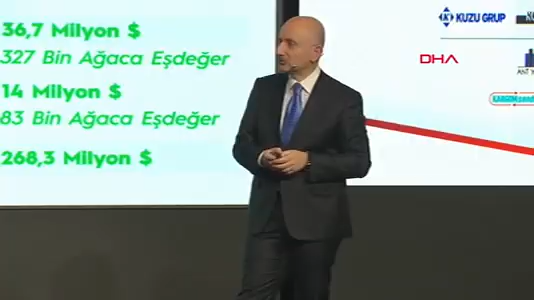 36,7 Milyon $
327 Bin Ağaca Eşdeğer
14 Milyon $
83 Bin Ağaca Eşdeğer
268,3 Milyon $
KUZU GRUP
DHA
ANT Y